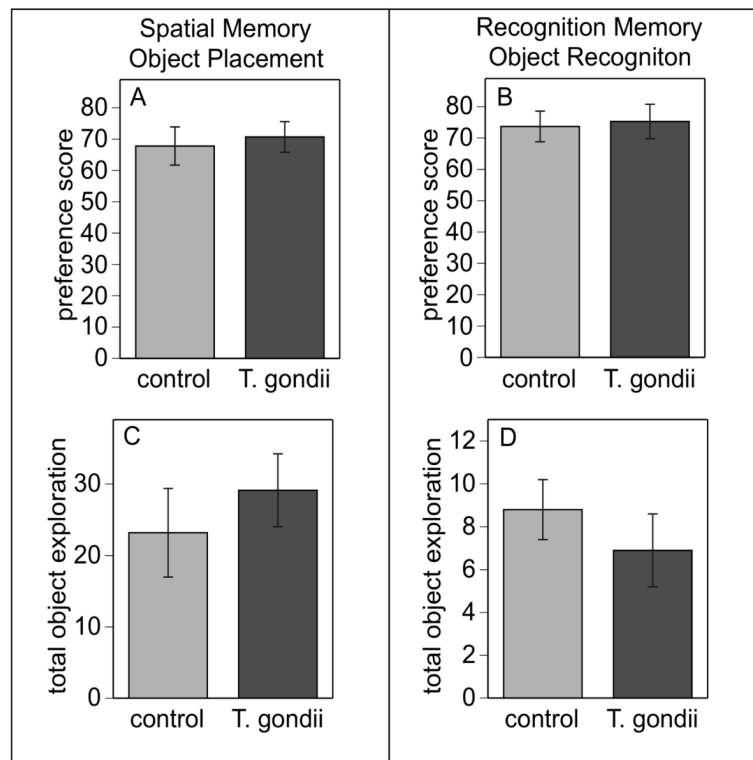 Spatial Memory
Object Placement
A
preference score
80
70
60
50
40
30
20
10
0
control T. gondii
C
total object exploration
30
20
10
0
control T. gondii
Recognition Memory
Object Recogniton
B
preference score
80
70
60
50
40
30
20
10
0
control T. gondii
D
total object exploration
12
10
8
6
4
2
0
control T. gondii